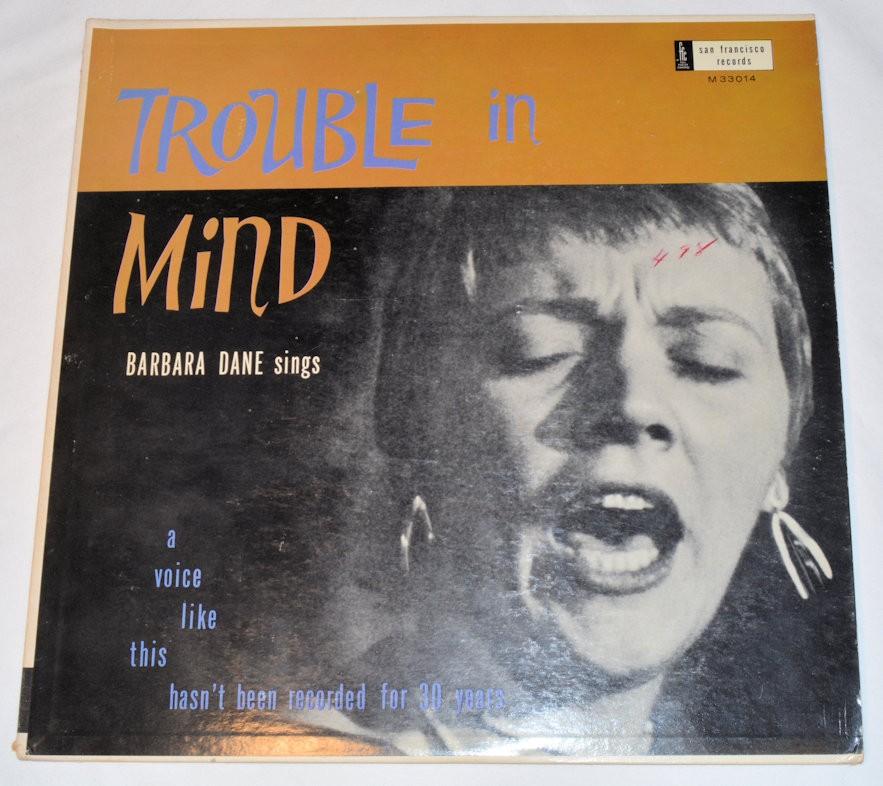 san francisco
records
M 33014
TROUBLE in
MiND
BARBARA DANE sings
a
voice
like
this
hasn't been recorded for 30 years
498